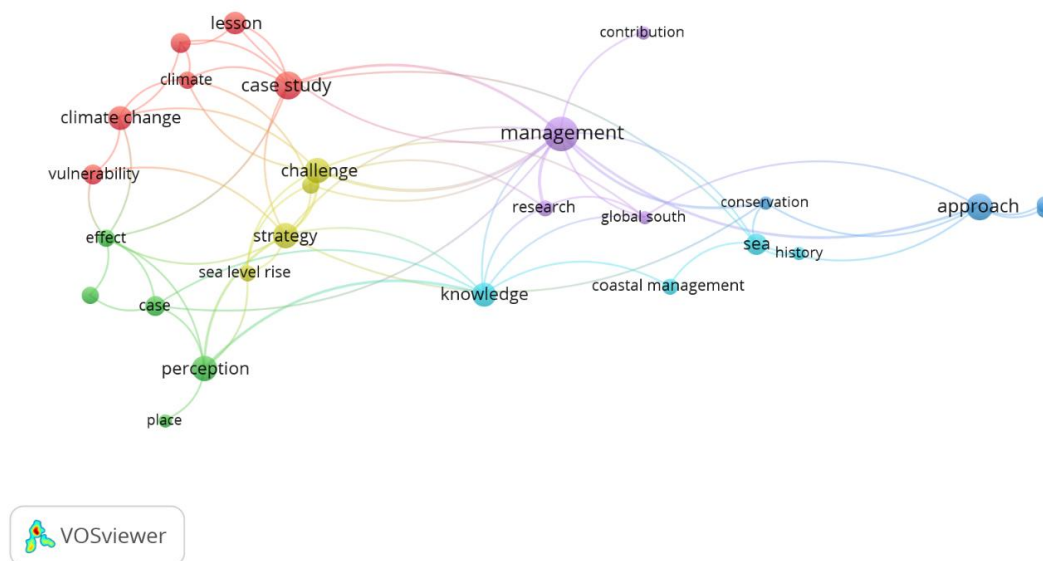 lesson
contribution
climate
case study
climate change
management
challenge
vulnerability
conservation
research
approach
global south
strategy
effect
sea
history
sea level rise
coastal management
knowledge
case
perception
place
VOSviewer